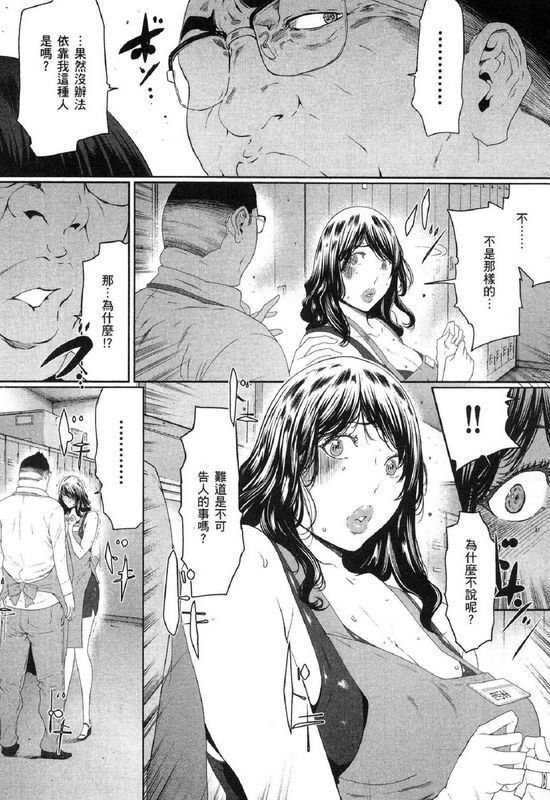 ⋯果然沒辦法
依靠我這種人
是嗎？
⋯⋯⋯⋯
不⋯⋯
不是那樣的⋯
那⋯為什麼!?
!!
為什麼不說呢？
難道是不可
告人的事嗎？
⋯⋯⋯⋯